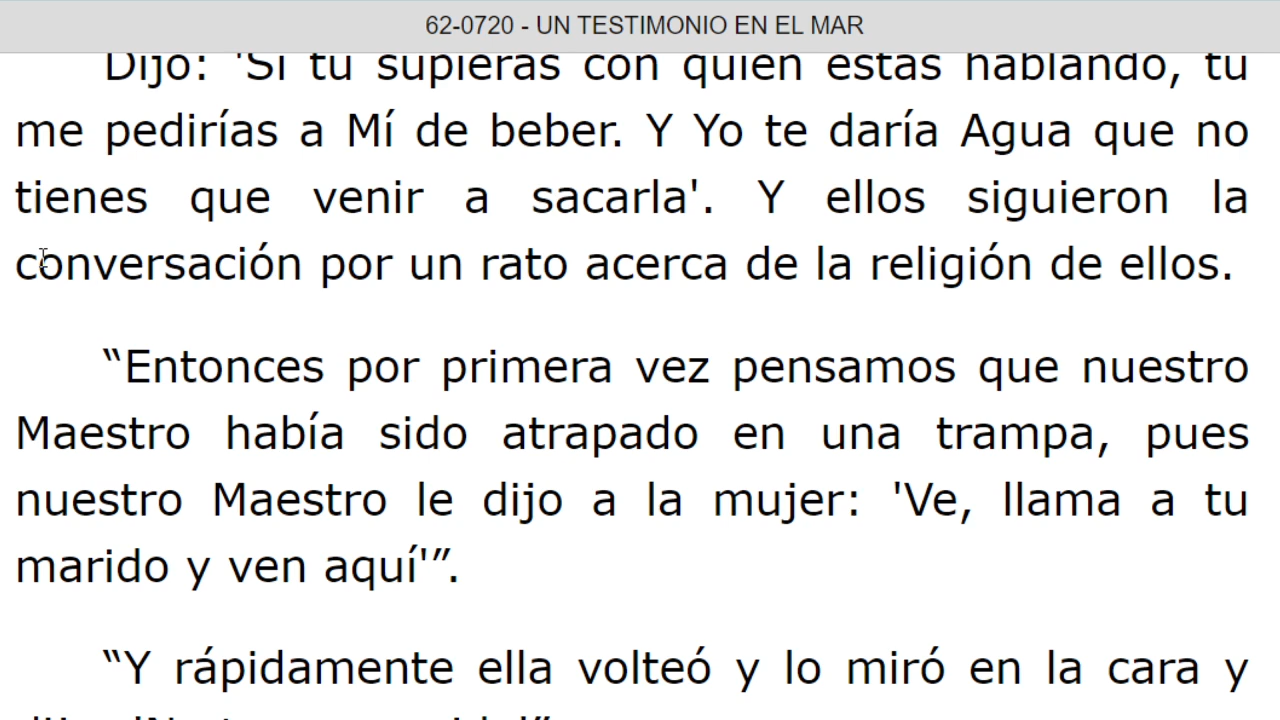 62-0720 - UN TESTIMONIO EN EL MAR
Dijo: 'Si tú supieras con quién estás hablando, tú
me pedirías a Mí de beber. Y Yo te daría Agua que no
tienes que venir a sacarla'. Y ellos siguieron la
conversación por un rato acerca de la religión de ellos.
“Entonces por primera vez pensamos que nuestro
Maestro había sido atrapado en una trampa, pues
nuestro Maestro le dijo a la mujer: 'Ve, llama a tu
marido y ven aquí'”.
“Y rápidamente ella volteó y lo miró en la cara y